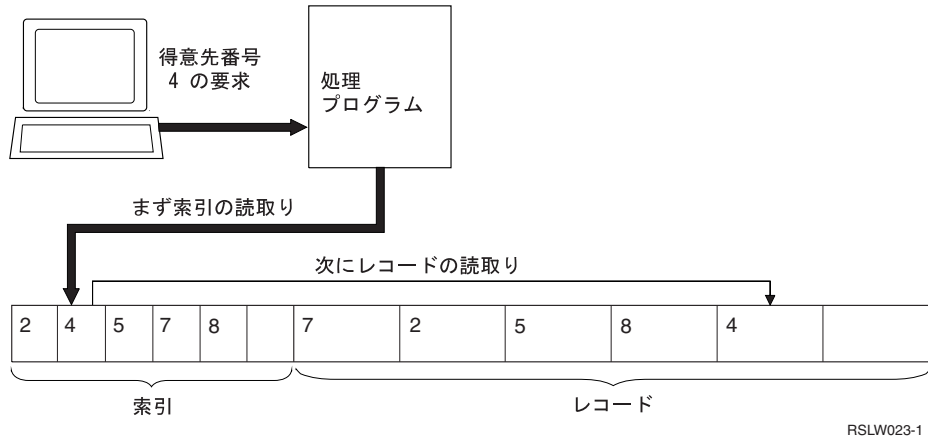 得意先番号
4 の要求
処理
プログラム
まず索引の読取り
次にレコードの読取り
2 4 5 7 8 7 2 5 8 4
索引 レコード
RSLW023-1